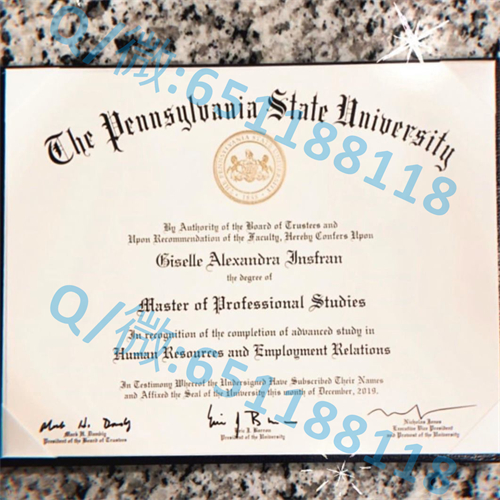 Q/微:651188118
The Pennsylvania State University
By Authority of the Board of Trustees and
Upon Recommendation of the Faculty, Hereby Confers Upon
Giselle Alexandra Insfran
the degree of
Master of Professional Studies
In recognition of the completion of advanced study in
Human Resources and Employment Relations
In Testimony Whereof the Undersigned Have Subscribed Their Names
and Affixed the Seal of the University this month of December, 2019.
Mark H. Dambly
President of the Board of Trustees
Eric J. Barron
President of the University
Nicholas Jones
Executive Vice President
and Provost of the University
Q/微:651188118